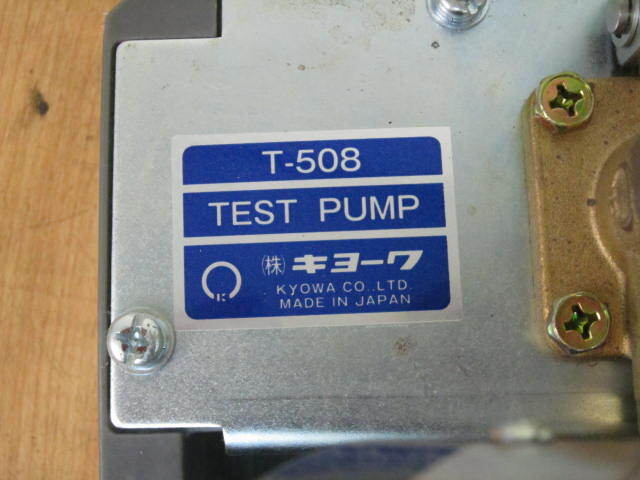 T-508
TEST PUMP
㈱ キヨーワ
K
KYOWA CO.,LTD.
MADE IN JAPAN